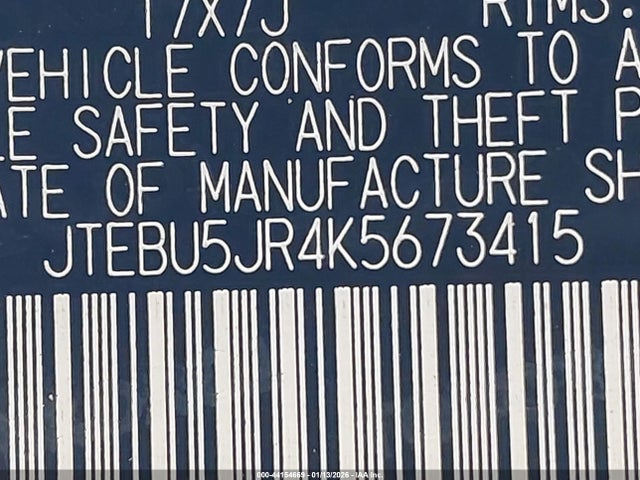 17X7J RIMS:
VEHICLE CONFORMS TO A
LE SAFETY AND THEFT P
ATE OF MANUFACTURE SH
JTEBU5JR4K5673415
000-44154669 - 01/13/2026 - IAA Inc.